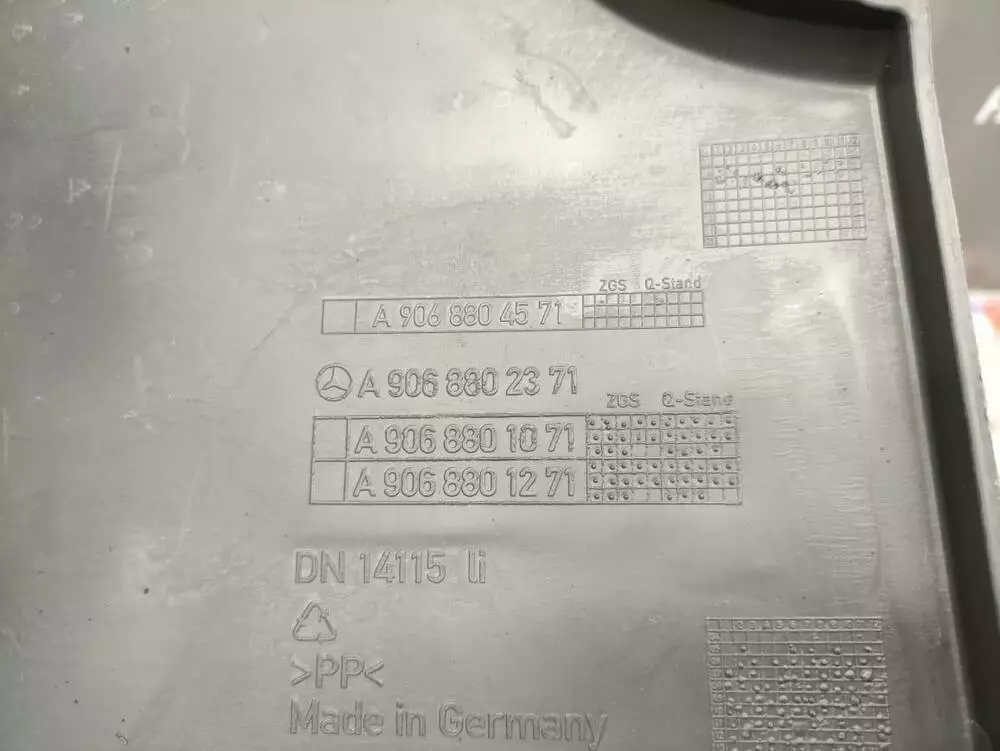 ZGS Q-Stand
A 906 880 45 71
A 906 880 23 71
ZGS Q-Stand
A 906 880 10 71
A 906 880 12 71
DN 14115 li
>PP<
Made in Germany